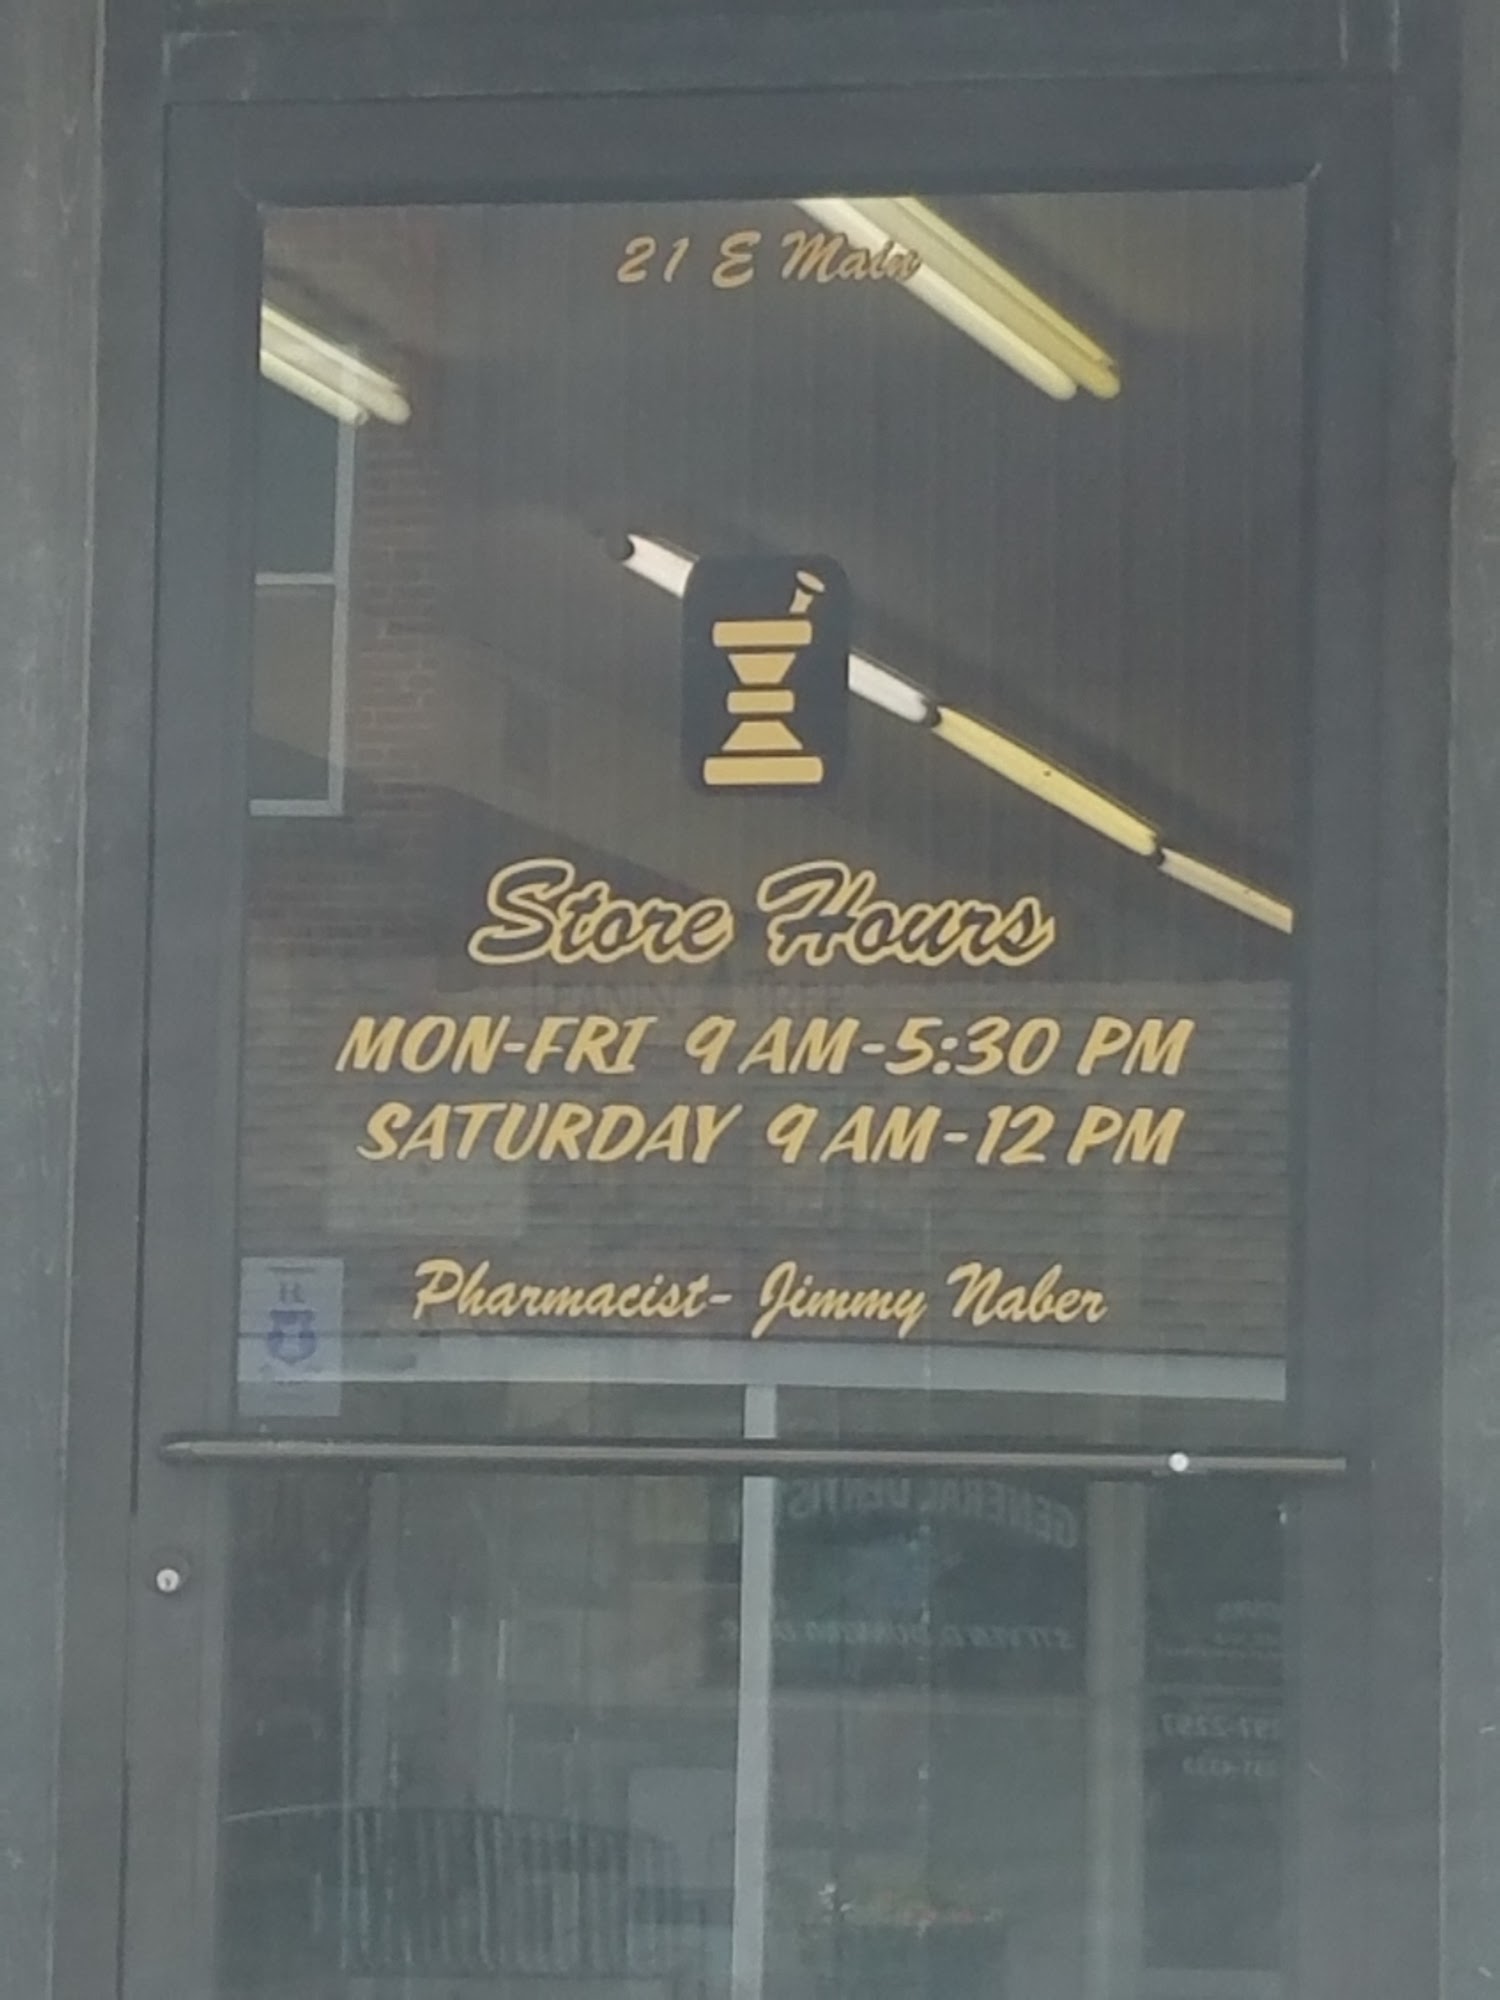 21 E Main
Store Hours
MON-FRI 9 AM-5:30 PM
SATURDAY 9 AM-12 PM
Pharmacist- Jimmy Naber
GENERAL